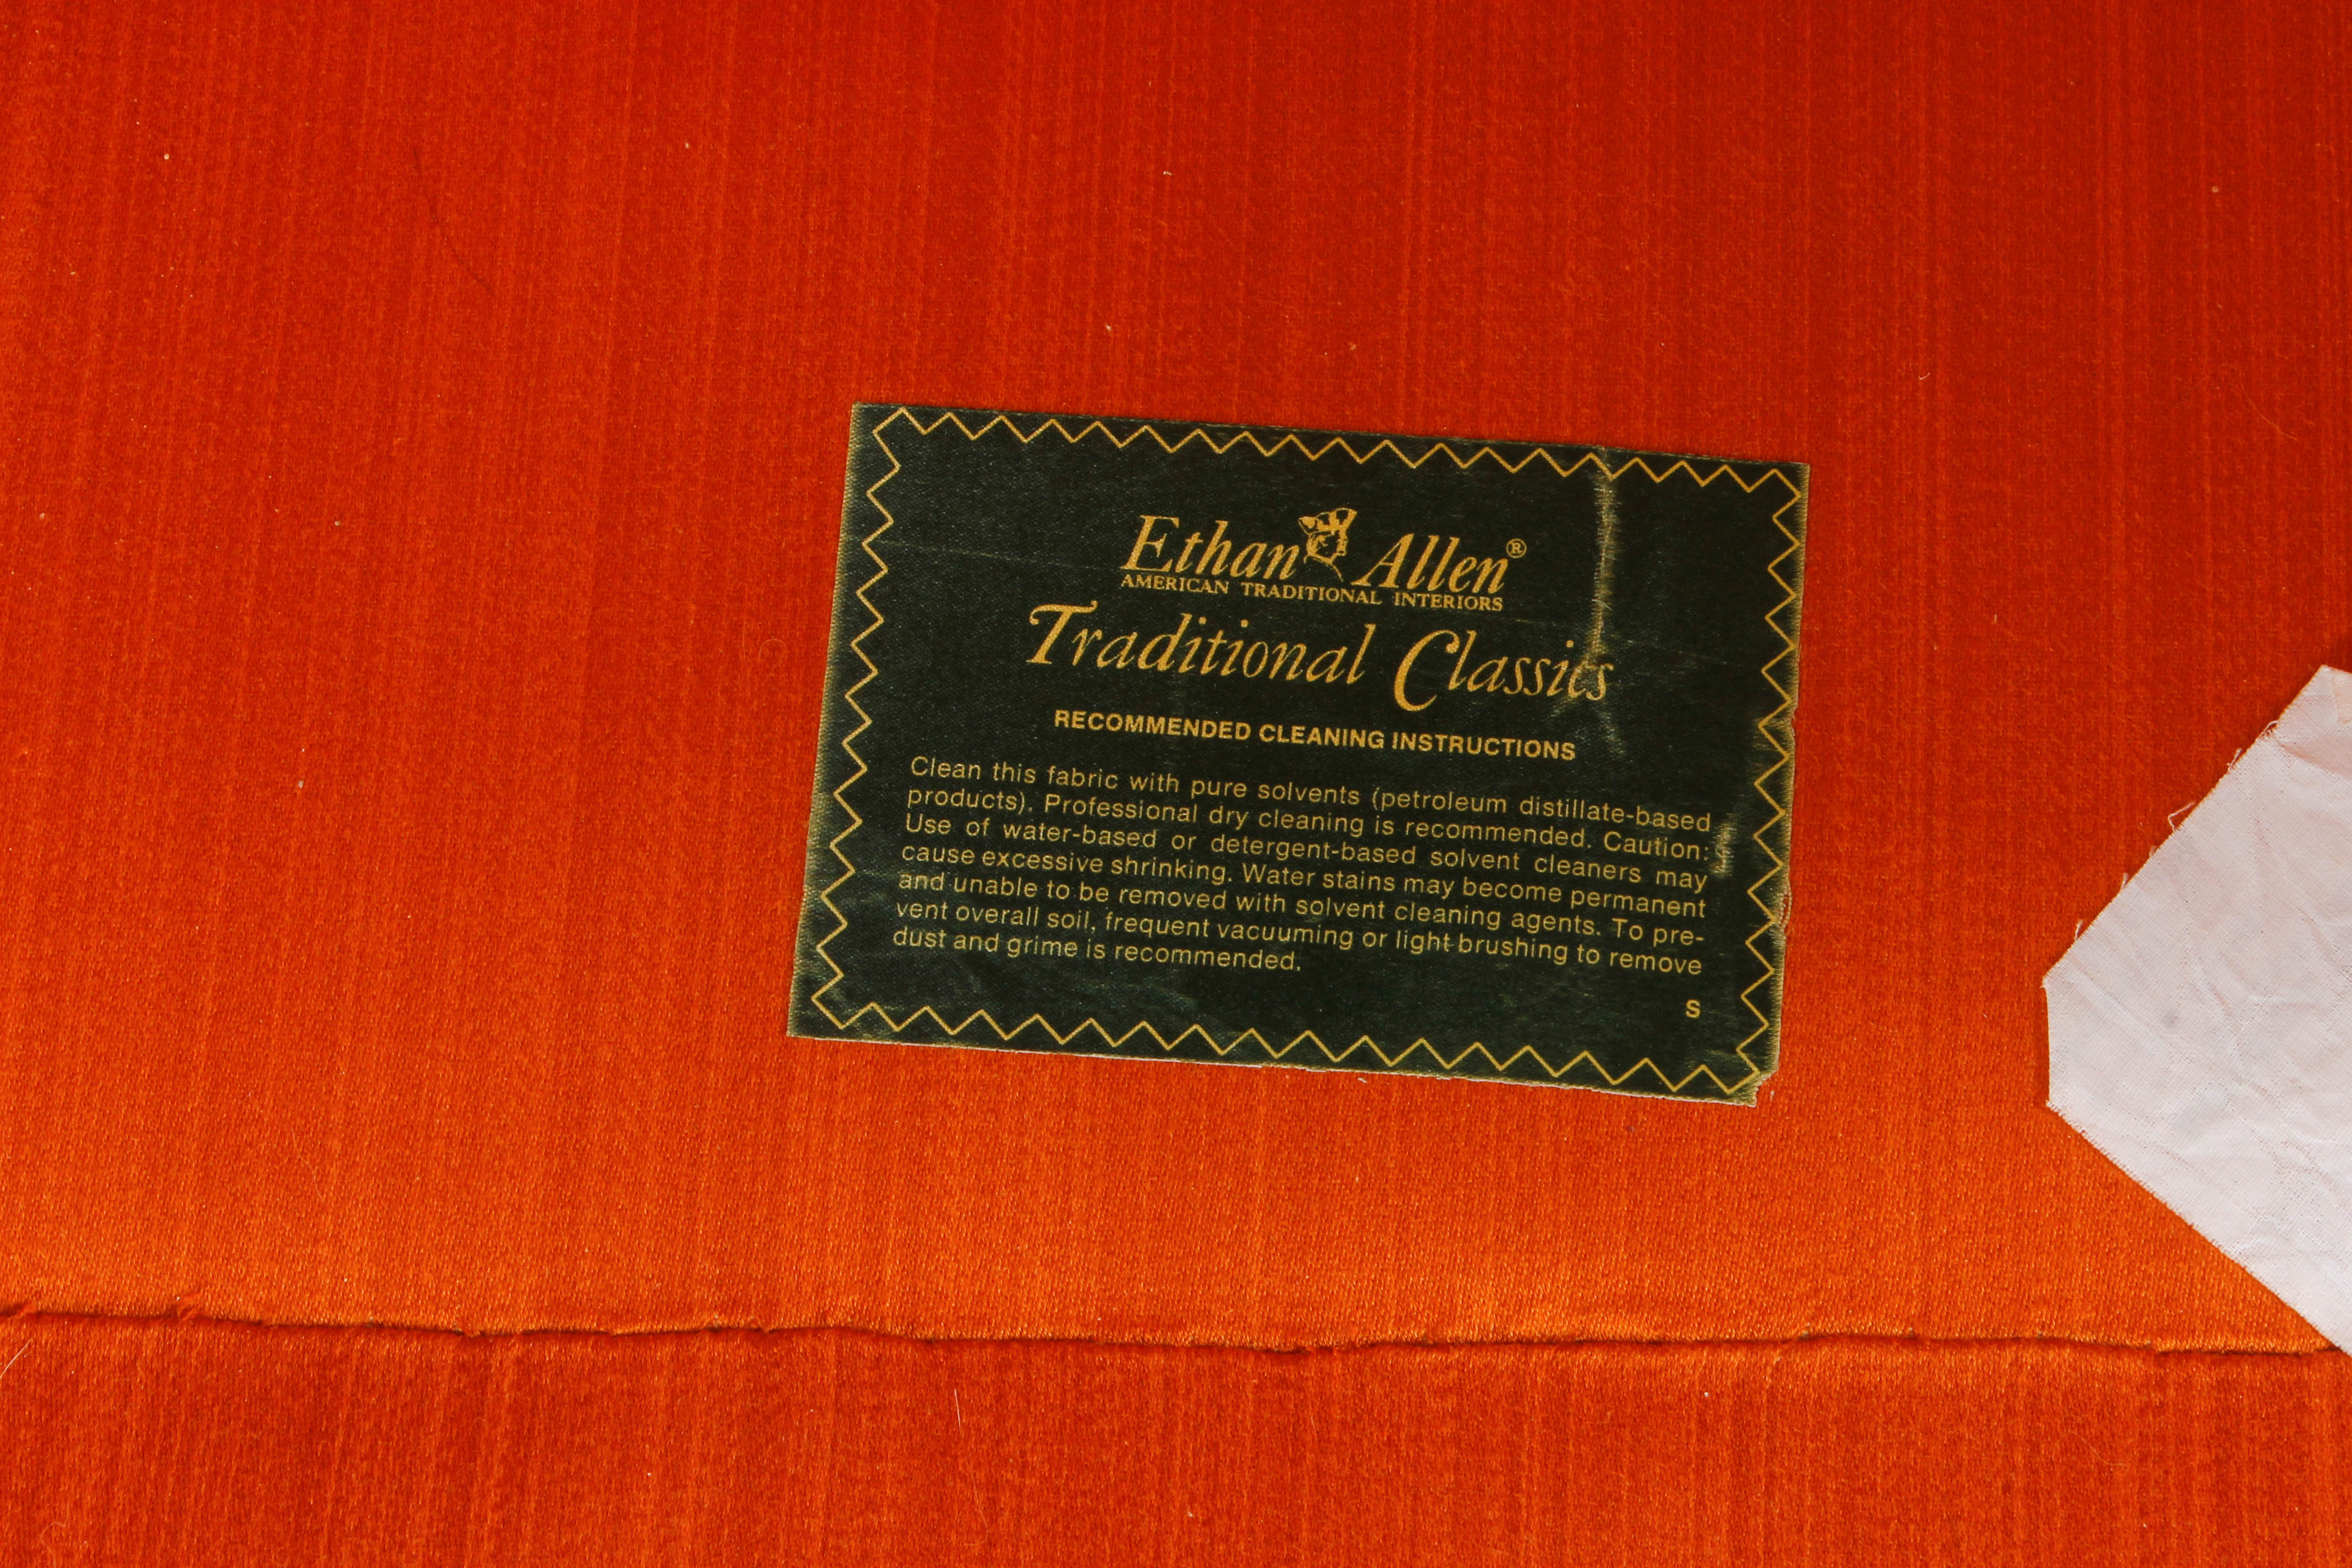 Ethan Allen®
AMERICAN TRADITIONAL INTERIORS
Traditional Classics
RECOMMENDED CLEANING INSTRUCTIONS
Clean this fabric with pure solvents (petroleum distillate-based
products). Professional dry cleaning is recommended. Caution:
Use of water-based or detergent-based solvent cleaners may
cause excessive shrinking. Water stains may become permanent
and unable to be removed with solvent cleaning agents. To pre-
vent overall soil, frequent vacuuming or light brushing to remove
dust and grime is recommended.
S